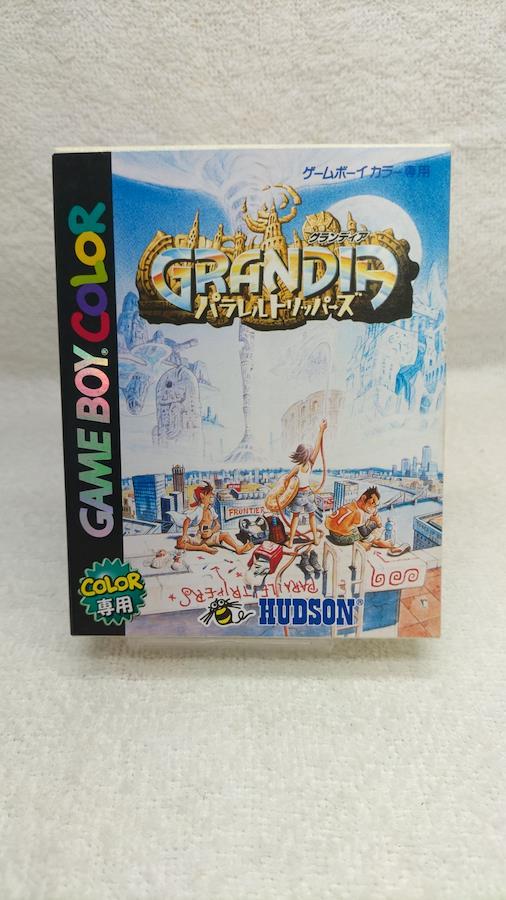 ゲームボーイカラー専用
グランディア
GRANDIA
パラレルトリッパーズ
GAME BOY® COLOR
FRONTIER
PARALLEL TRIPPERS
COLOR
専用
HUDSON®